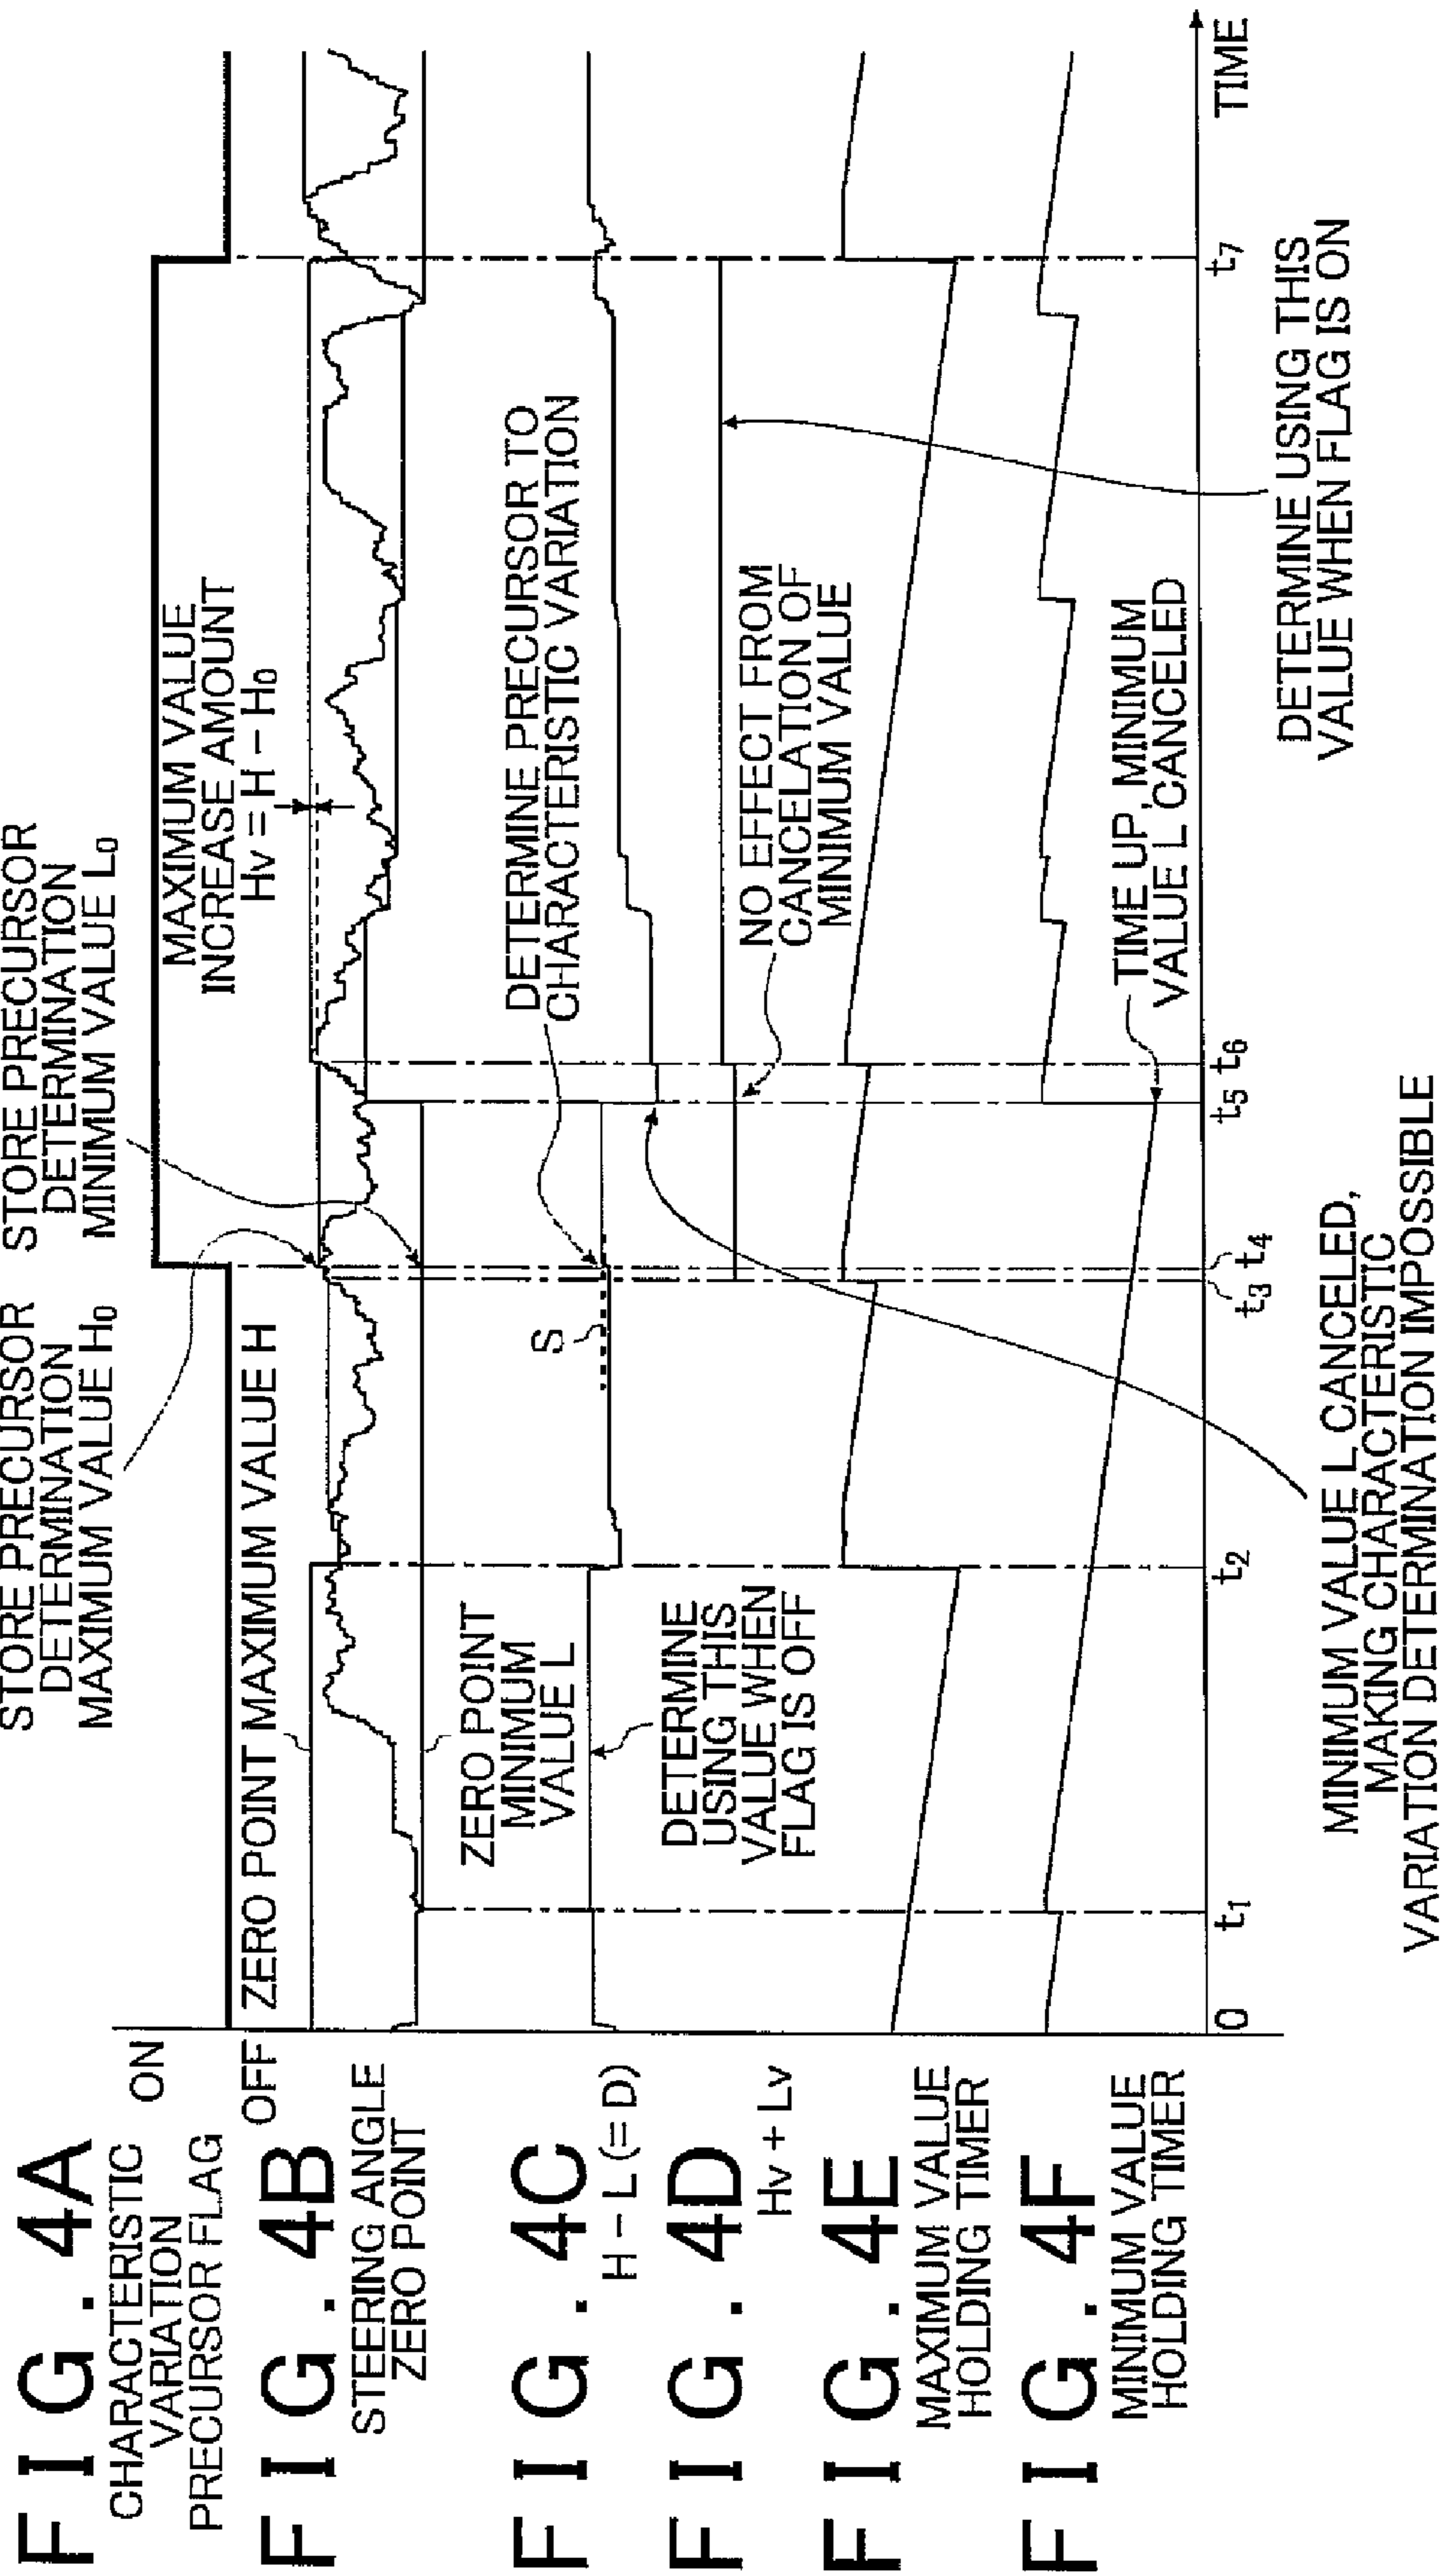 FIG. 4A
CHARACTERISTIC
VARIATION
PRECURSOR FLAG
ON
OFF
STORE PRECURSOR
DETERMINATION
MAXIMUM VALUE H0
STORE PRECURSOR
DETERMINATION
MINIMUM VALUE L0
FIG. 4B
STEERING ANGLE
ZERO POINT
ZERO POINT MAXIMUM VALUE H
MAXIMUM VALUE
INCREASE AMOUNT
Hv = H - H0
ZERO POINT
MINIMUM
VALUE L
FIG. 4C
H - L (= D)
S
DETERMINE PRECURSOR TO
CHARACTERISTIC VARIATION
DETERMINE
USING THIS
VALUE WHEN
FLAG IS OFF
FIG. 4D
Hv + Lv
NO EFFECT FROM
CANCELATION OF
MINIMUM VALUE
FIG. 4E
MAXIMUM VALUE
HOLDING TIMER
FIG. 4F
MINIMUM VALUE
HOLDING TIMER
TIME UP, MINIMUM
VALUE L CANCELED
0 t1 t2 t3 t4 t5 t6 t7 TIME
MINIMUM VALUE L CANCELED,
MAKING CHARACTERISTIC
VARIATION DETERMINATION IMPOSSIBLE
DETERMINE USING THIS
VALUE WHEN FLAG IS ON